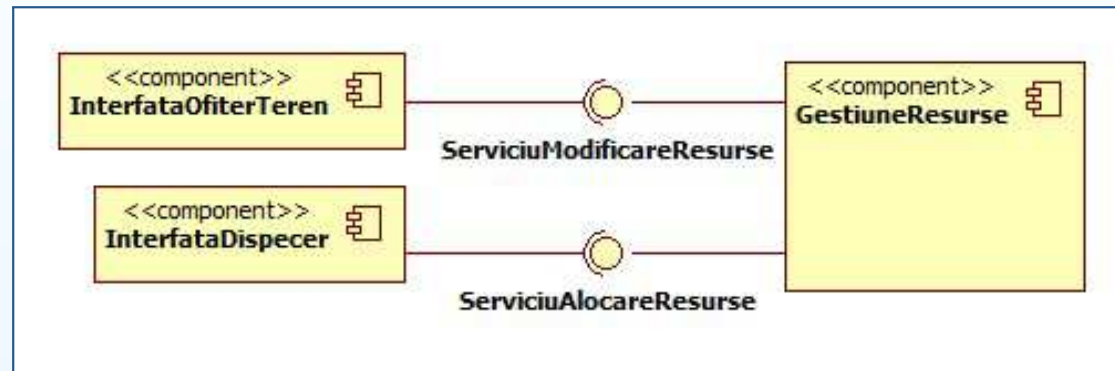 <<component>>
InterfataOfiterTeren
ServiciuModificareResurse
<<component>>
GestiuneResurse
<<component>>
InterfataDispecer
ServiciuAlocareResurse